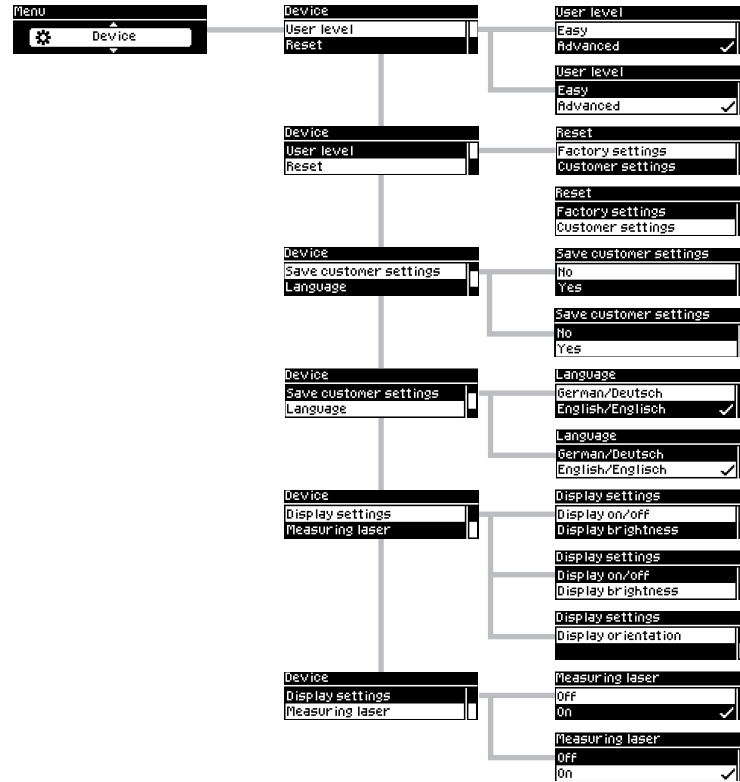 Menu
Device
Device
User level
Reset
User level
Easy
Advanced
User level
Easy
Advanced
Device
User level
Reset
Reset
Factory settings
Customer settings
Reset
Factory settings
Customer settings
Device
Save customer settings
Language
Save customer settings
No
Yes
Save customer settings
No
Yes
Device
Save customer settings
Language
Language
German/Deutsch
English/Englisch
Language
German/Deutsch
English/Englisch
Device
Display settings
Measuring laser
Display settings
Display on/off
Display brightness
Display settings
Display on/off
Display brightness
Display settings
Display orientation
Device
Display settings
Measuring laser
Measuring laser
Off
On
Measuring laser
Off
On